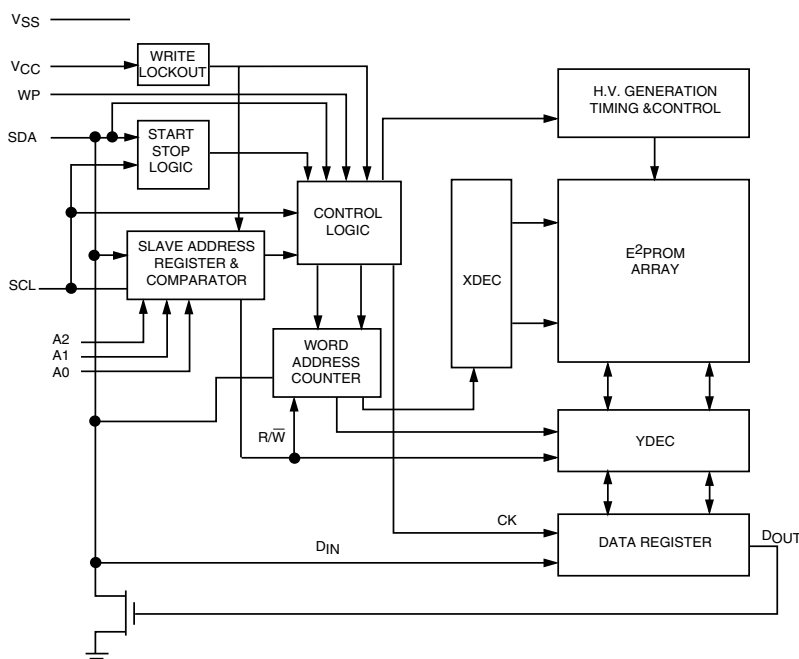 VSS
VCC
WRITE
LOCKOUT
WP
SDA
START
STOP
LOGIC
H.V. GENERATION
TIMING &CONTROL
CONTROL
LOGIC
SLAVE ADDRESS
REGISTER &
COMPARATOR
SCL
XDEC
E²PROM
ARRAY
A2
A1
A0
WORD
ADDRESS
COUNTER
R/W̅
YDEC
CK
DIN
DATA REGISTER
DOUT